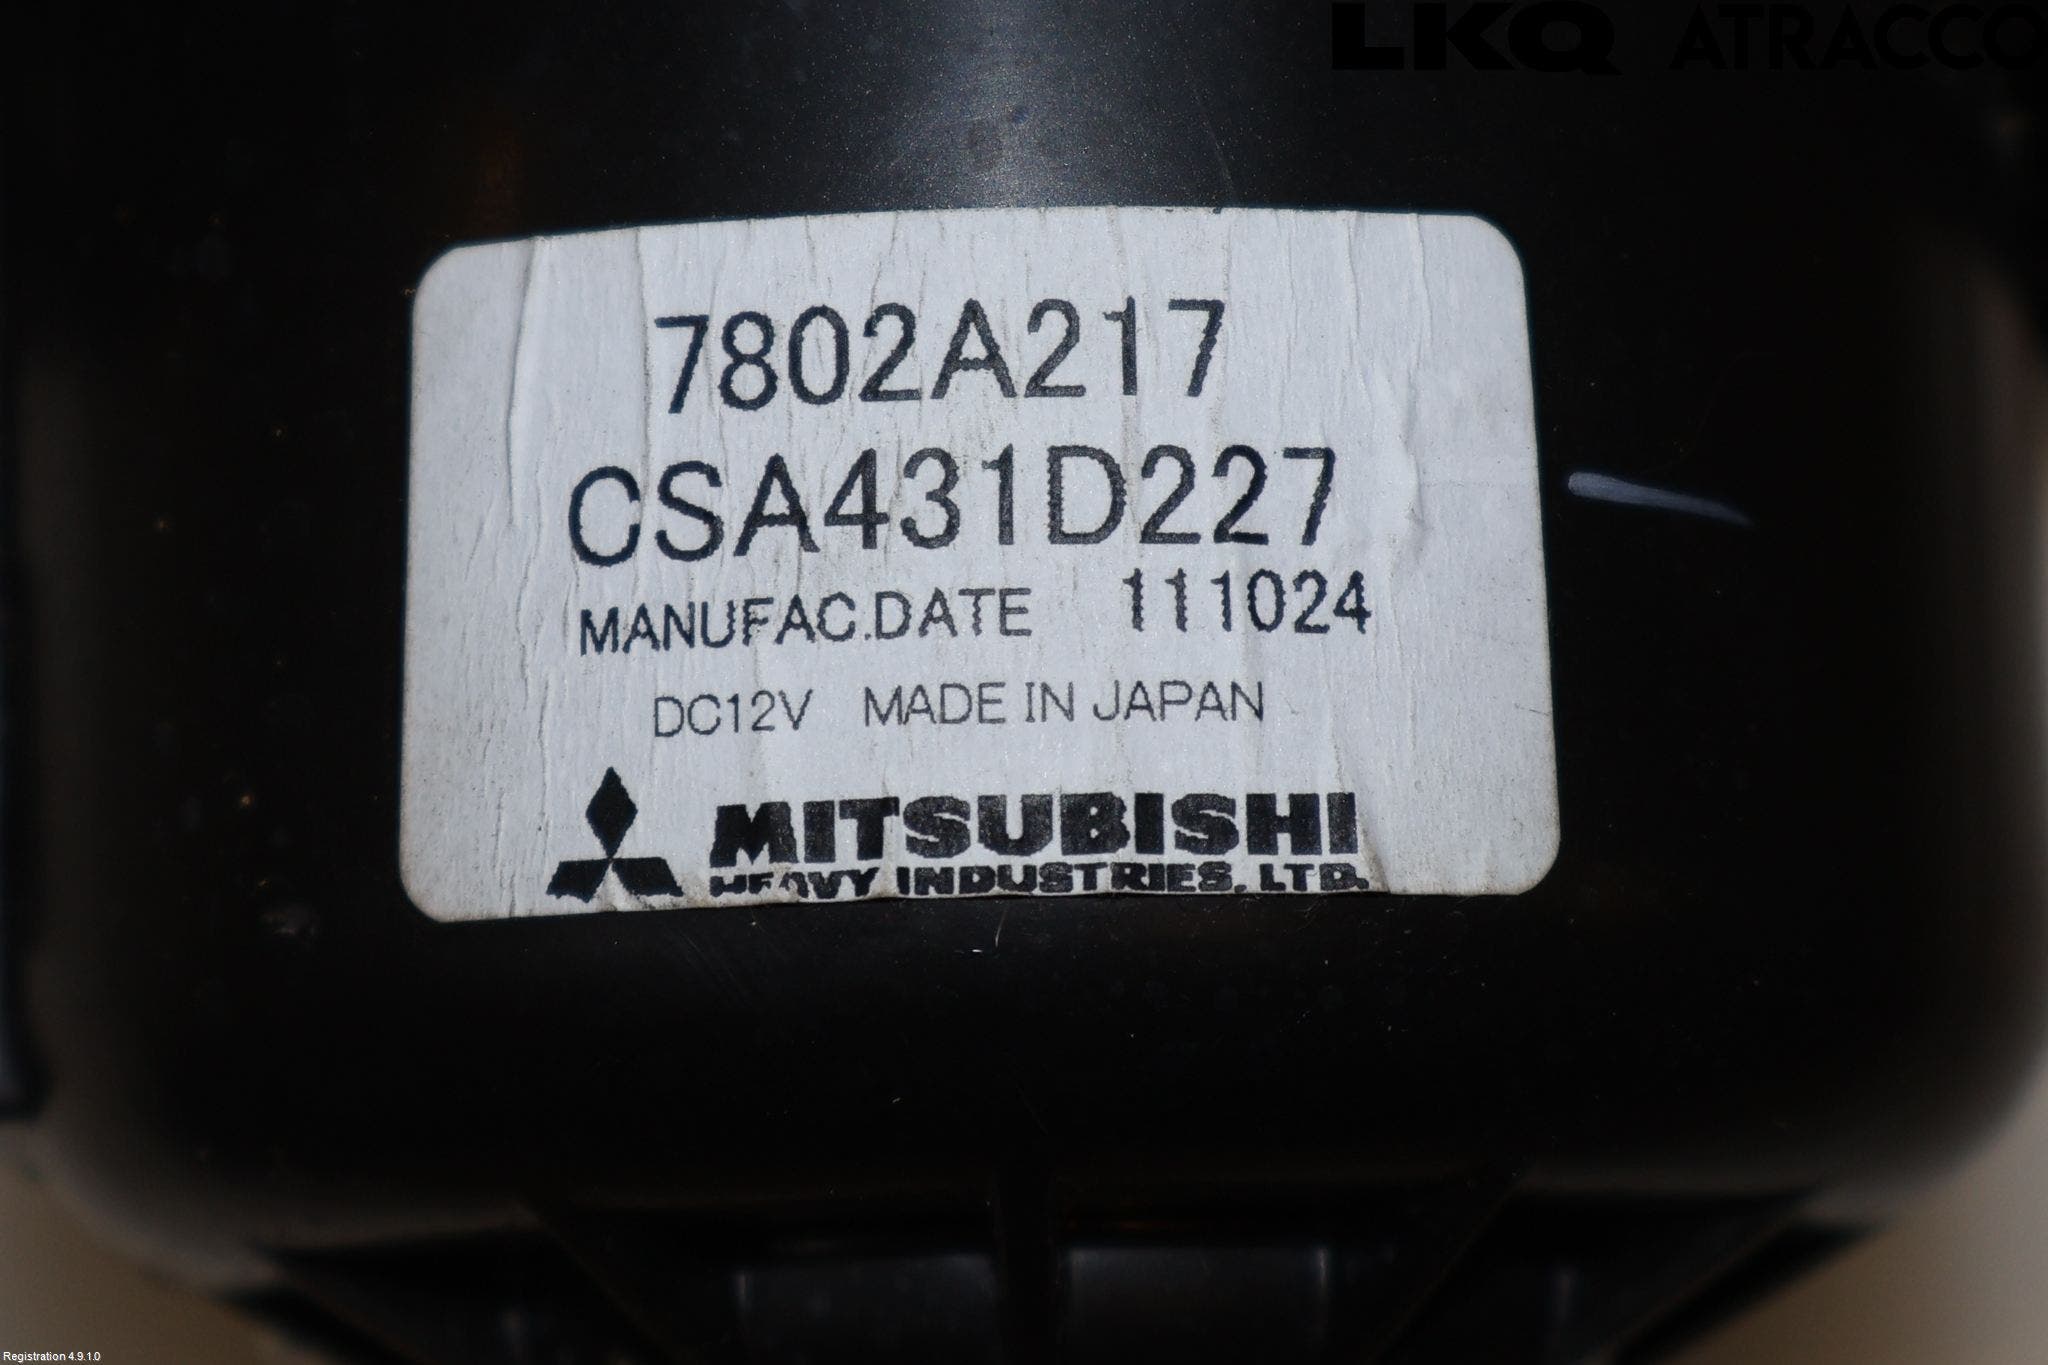 LKQ ATRACCO
7802A217
CSA431D227
MANUFAC.DATE 111024
DC12V MADE IN JAPAN
MITSUBISHI
HEAVY INDUSTRIES, LTD.
Registration 4.9.1.0